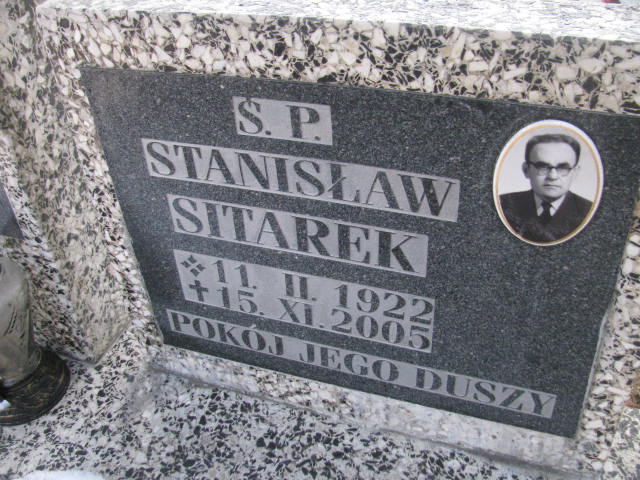 Ś. P.
STANISŁAW
SITAREK
11. II. 1922
15. XI. 2005
POKÓJ JEGO DUSZY